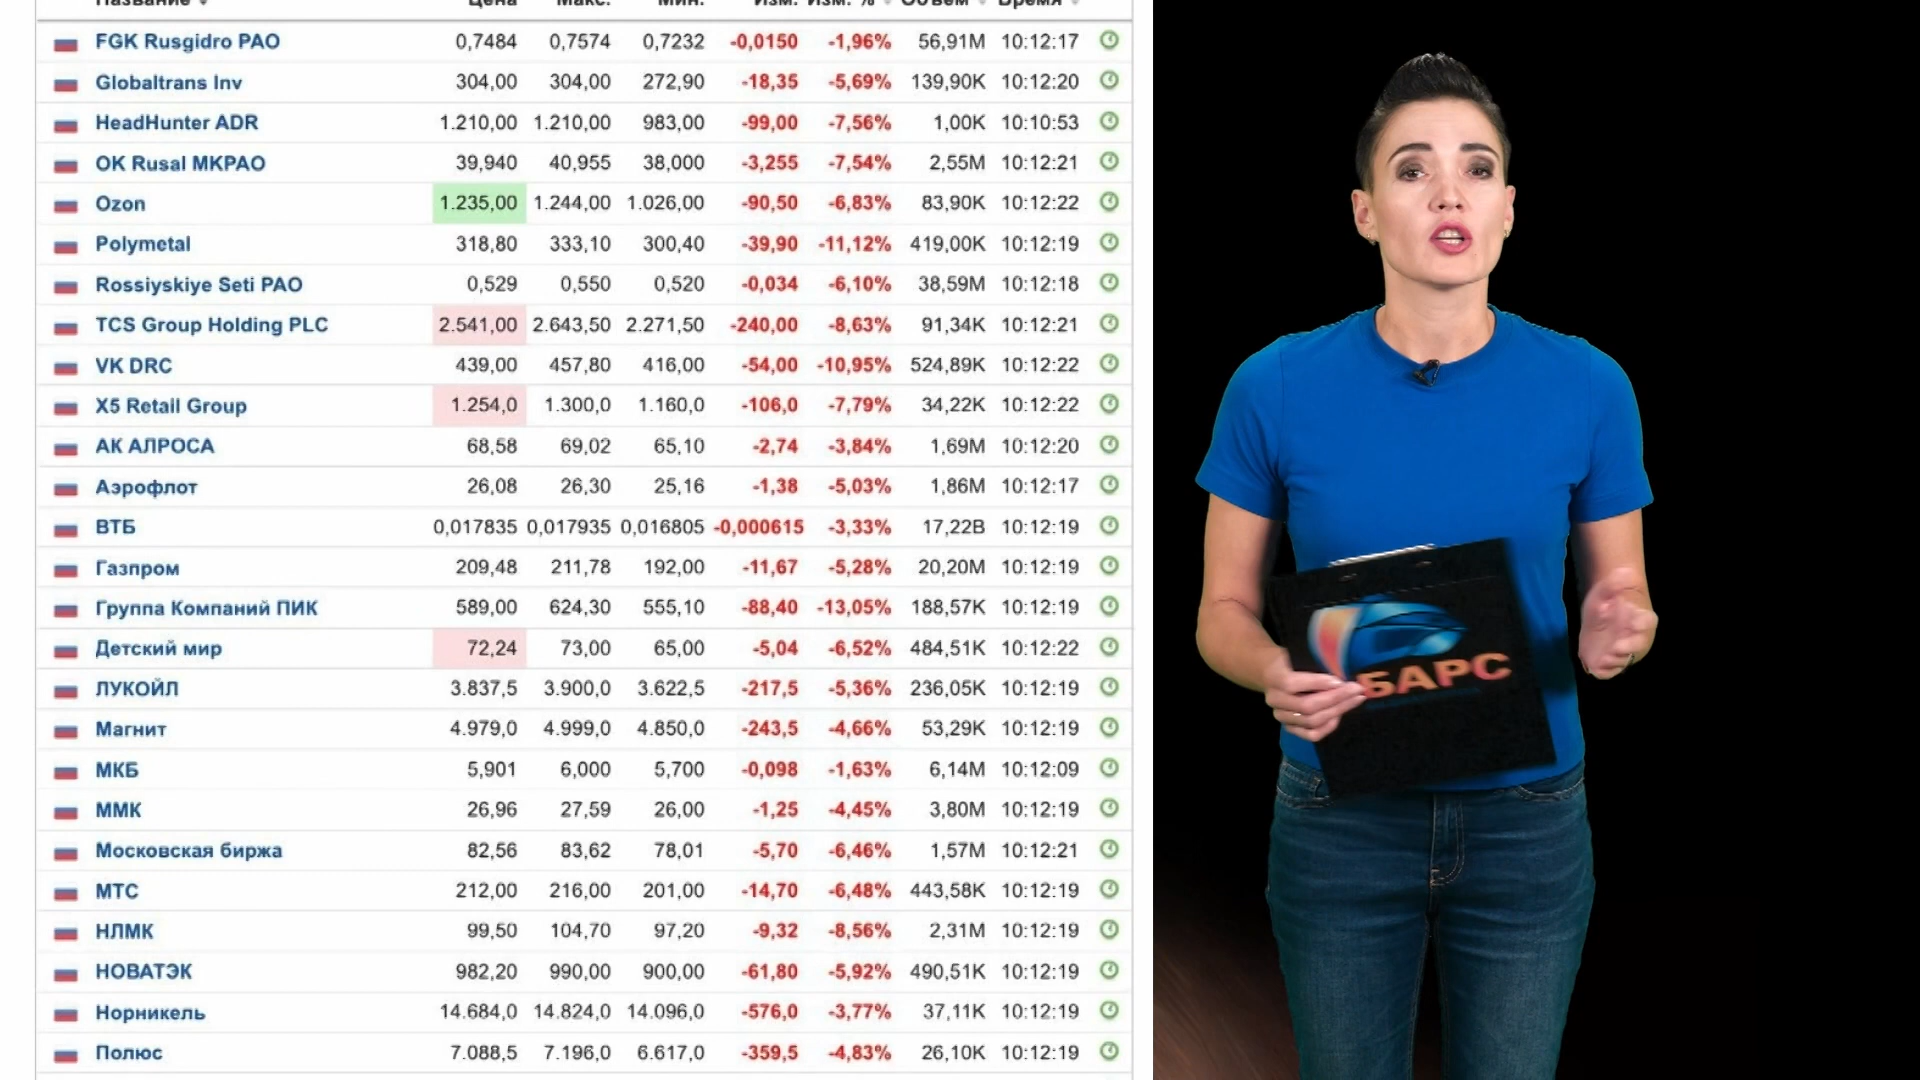 Название Цена Макс. Мин. Изм. Изм. % Объём Время
FGK Rusgidro PAO 0,7484 0,7574 0,7232 -0,0150 -1,96% 56,91M 10:12:17
Globaltrans Inv 304,00 304,00 272,90 -18,35 -5,69% 139,90K 10:12:20
HeadHunter ADR 1.210,00 1.210,00 983,00 -99,00 -7,56% 1,00K 10:10:53
OK Rusal MKPAO 39,940 40,955 38,000 -3,255 -7,54% 2,55M 10:12:21
Ozon 1.235,00 1.244,00 1.026,00 -90,50 -6,83% 83,90K 10:12:22
Polymetal 318,80 333,10 300,40 -39,90 -11,12% 419,00K 10:12:19
Rossiyskiye Seti PAO 0,529 0,550 0,520 -0,034 -6,10% 38,59M 10:12:18
TCS Group Holding PLC 2.541,00 2.643,50 2.271,50 -240,00 -8,63% 91,34K 10:12:21
VK DRC 439,00 457,80 416,00 -54,00 -10,95% 524,89K 10:12:22
X5 Retail Group 1.254,0 1.300,0 1.160,0 -106,0 -7,79% 34,22K 10:12:22
АК АЛРОСА 68,58 69,02 65,10 -2,74 -3,84% 1,69M 10:12:20
Аэрофлот 26,08 26,30 25,16 -1,38 -5,03% 1,86M 10:12:17
ВТБ 0,017835 0,017935 0,016805 -0,000615 -3,33% 17,22B 10:12:19
Газпром 209,48 211,78 192,00 -11,67 -5,28% 20,20M 10:12:19
Группа Компаний ПИК 589,00 624,30 555,10 -88,40 -13,05% 188,57K 10:12:19
Детский мир 72,24 73,00 65,00 -5,04 -6,52% 484,51K 10:12:22
ЛУКОЙЛ 3.837,5 3.900,0 3.622,5 -217,5 -5,36% 236,05K 10:12:19
Магнит 4.979,0 4.999,0 4.850,0 -243,5 -4,66% 53,29K 10:12:19
МКБ 5,901 6,000 5,700 -0,098 -1,63% 6,14M 10:12:09
ММК 26,96 27,59 26,00 -1,25 -4,45% 3,80M 10:12:19
Московская биржа 82,56 83,62 78,01 -5,70 -6,46% 1,57M 10:12:21
МТС 212,00 216,00 201,00 -14,70 -6,48% 443,58K 10:12:19
НЛМК 99,50 104,70 97,20 -9,32 -8,56% 2,31M 10:12:19
НОВАТЭК 982,20 990,00 900,00 -61,80 -5,92% 490,51K 10:12:19
Норникель 14.684,0 14.824,0 14.096,0 -576,0 -3,77% 37,11K 10:12:19
Полюс 7.088,5 7.196,0 6.617,0 -359,5 -4,83% 26,10K 10:12:19
БАРС